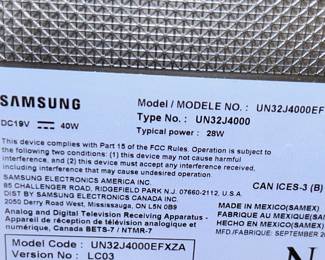 SAMSUNG
Model / MODELE NO. : UN32J4000EF
Type No. : UN32J4000
DC19V 40W
Typical power : 28W
This device complies with Part 15 of the FCC Rules. Operation is subject to
the following two conditions: (1) this device may not cause harmful
interference, and (2) this device must accept any interference received,
including interference that may cause undesired operation.
SAMSUNG ELECTRONICS AMERICA INC.
85 CHALLENGER ROAD, RIDGEFIELD PARK N.J. 07660-2112, U.S.A.
DIST BY SAMSUNG ELECTRONICS CANADA INC.
2050 Derry Road West, Mississauga, ON L5N 0B9
Analog and Digital Television Receiving Apparatus -
Appareil de réception de télévision analogique et
numérique, Canada BETS-7 / NTMR-7
CAN ICES-3 (B)
MADE IN MEXICO(SAMEX)
FABRIQUE AU MEXIQUE(SAM
HECHO EN MEXICO(SAMEX)
MFD./FABRIQUE: SEPTEMBER 2
Model Code : UN32J4000EFXZA
Version No : LC03
N